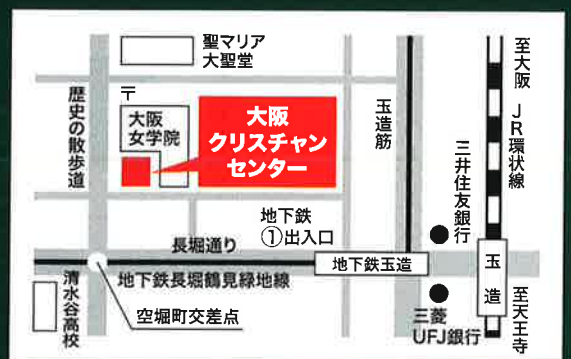 聖マリア
大聖堂
〒
大阪
女学院
大阪
クリスチャン
センター
歴史の散歩道
玉造筋
至大阪
JR環状線
三井住友銀行
地下鉄
①出入口
長堀通り
地下鉄玉造
地下鉄長堀鶴見緑地線
玉造
清水谷高校
空堀町交差点
三菱
UFJ銀行
至天王寺